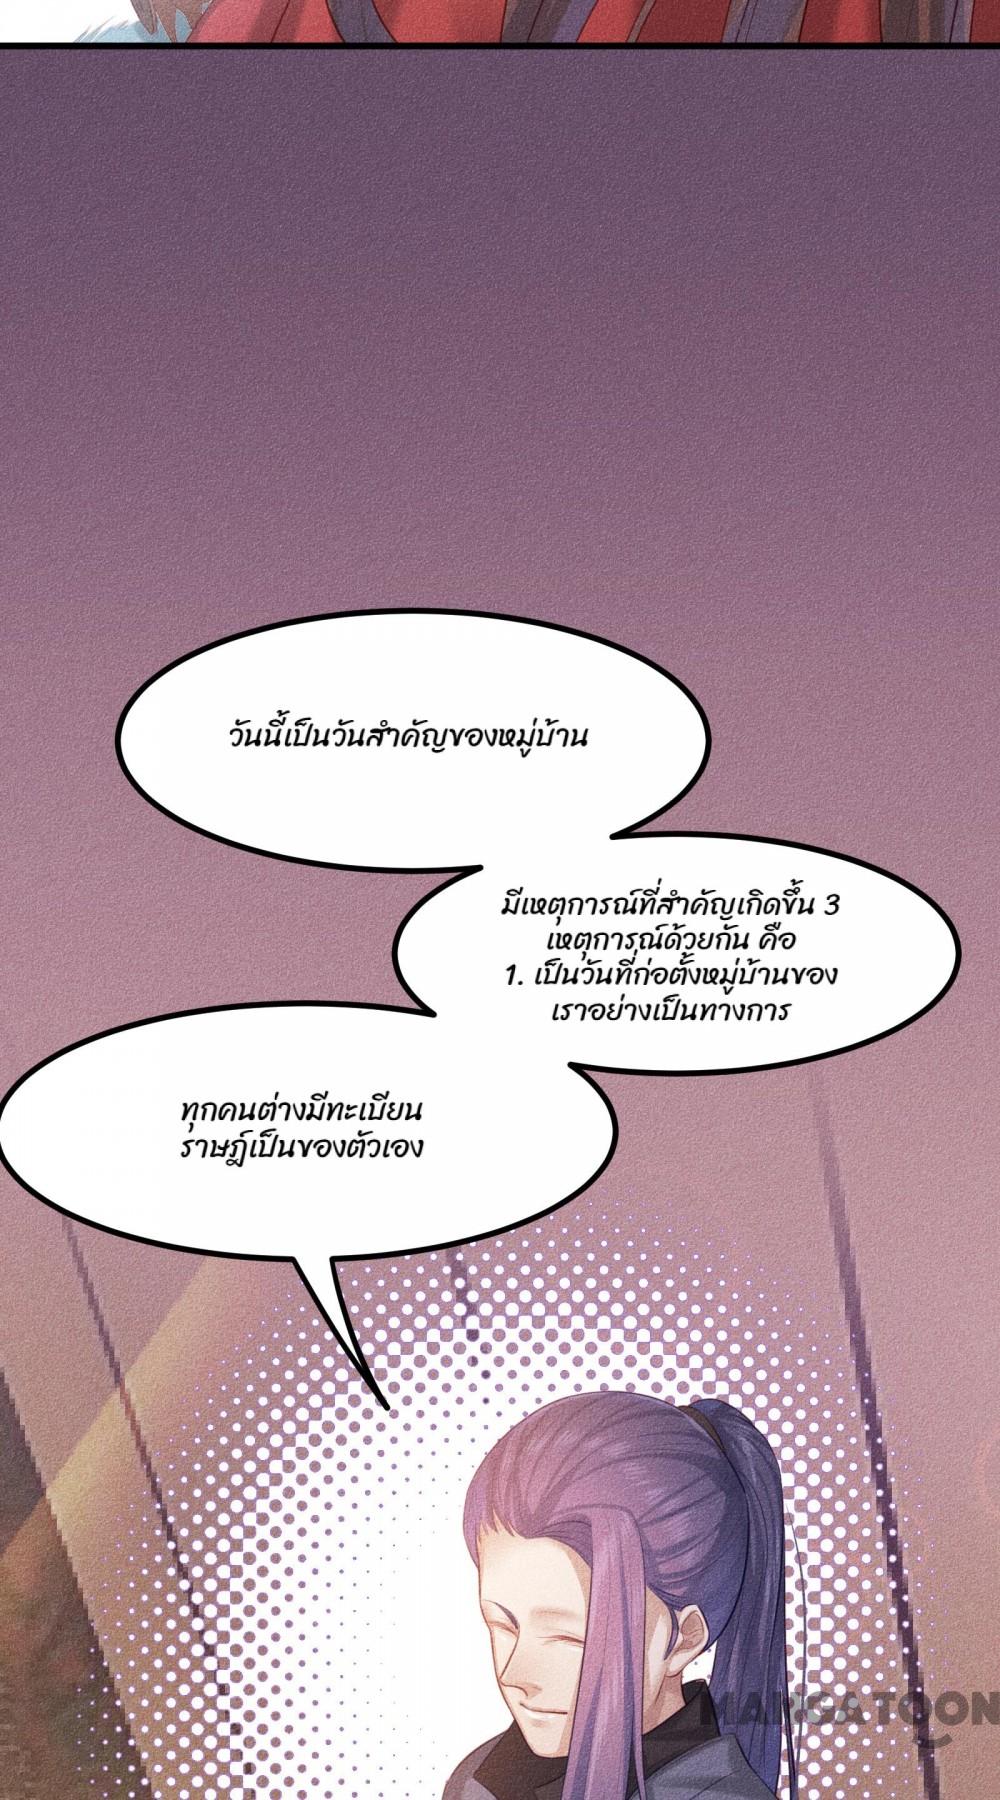 วันนี้เป็นวันสำคัญของหมู่บ้าน
มีเหตุการณ์ที่สำคัญเกิดขึ้น 3
เหตุการณ์ด้วยกัน คือ
1. เป็นวันที่ก่อตั้งหมู่บ้านของ
เราอย่างเป็นทางการ
ทุกคนต่างมีทะเบียน
ราษฎ์เป็นของตัวเอง
MANGATOON